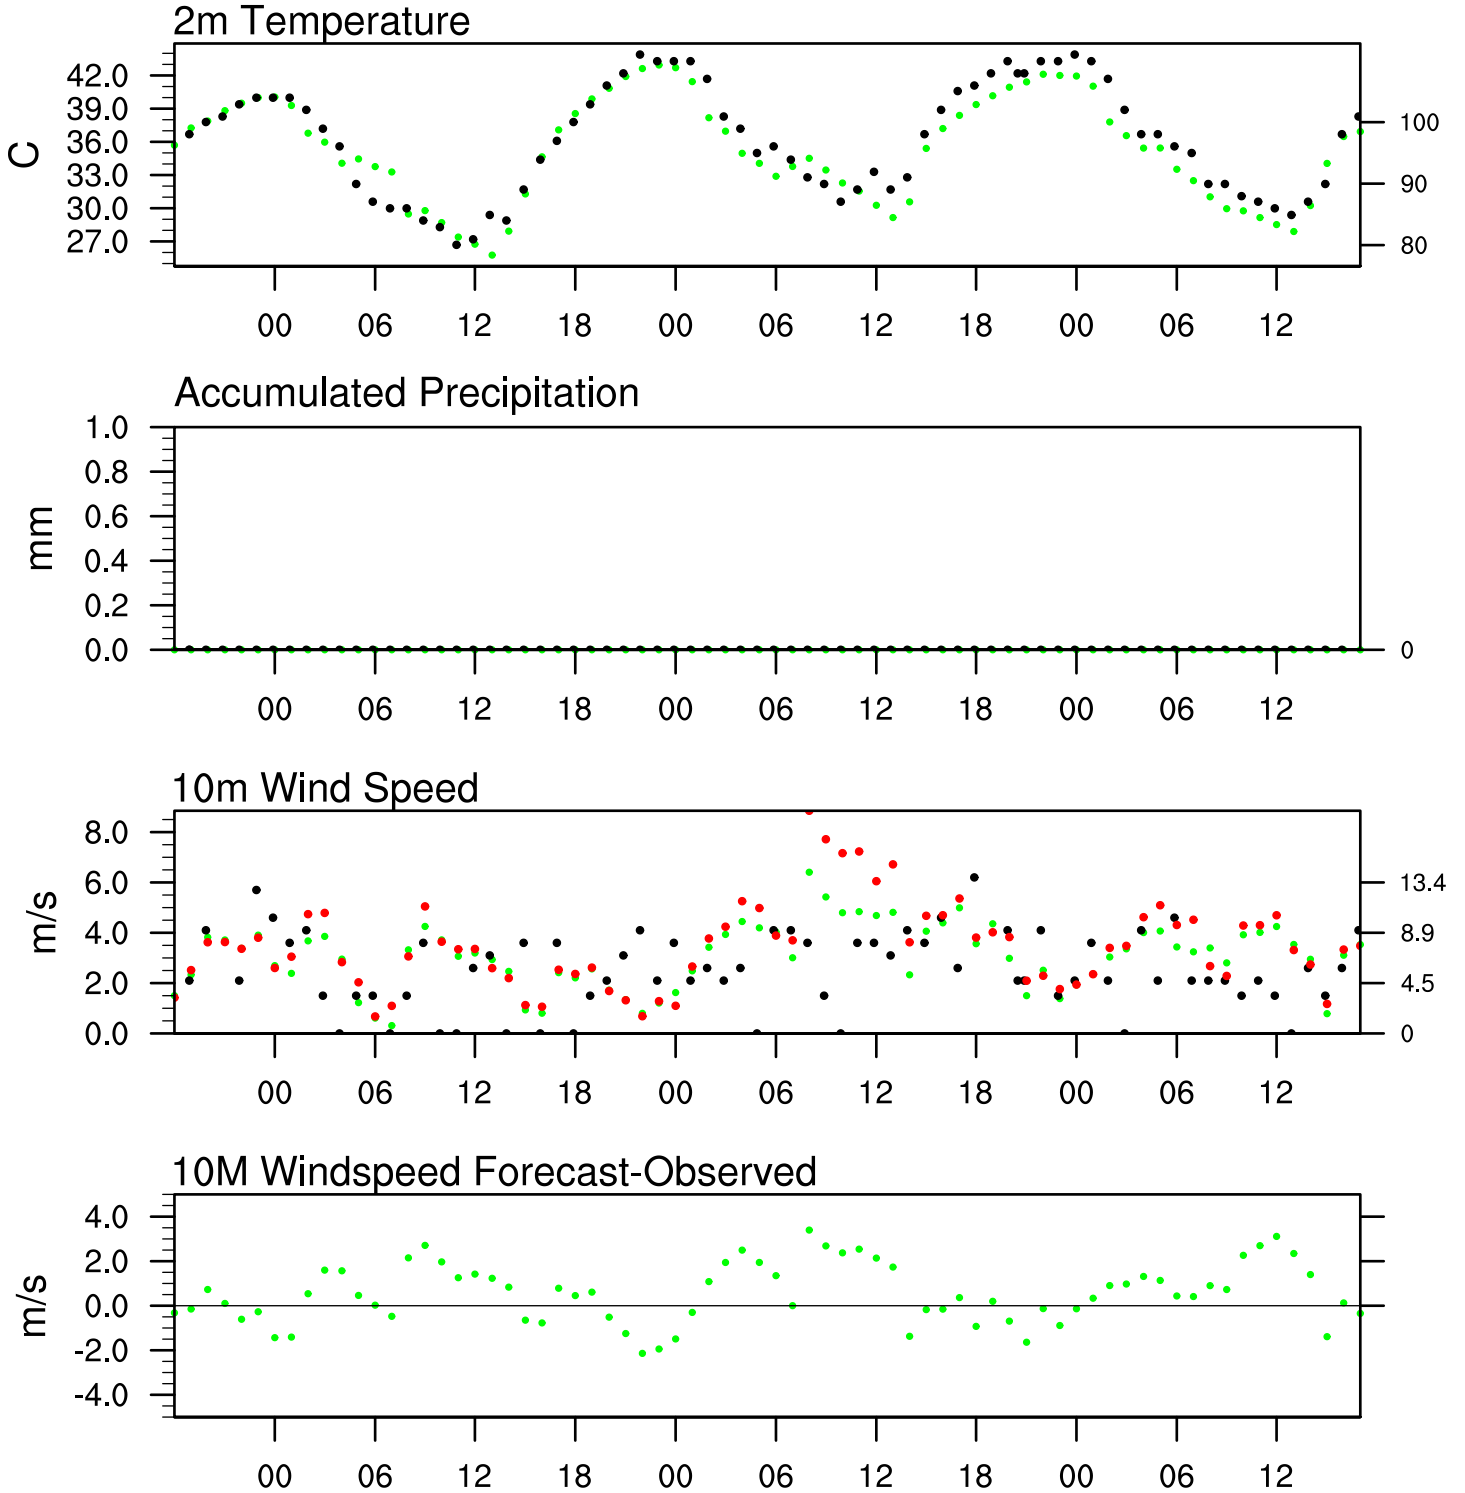 2m Temperature
42.0
39.0
36.0
33.0
30.0
27.0
C
100
90
80
00 06 12 18 00 06 12 18 00 06 12
Accumulated Precipitation
1.0
0.8
0.6
0.4
0.2
0.0
mm
0
00 06 12 18 00 06 12 18 00 06 12
10m Wind Speed
8.0
6.0
4.0
2.0
0.0
m/s
13.4
8.9
4.5
0
00 06 12 18 00 06 12 18 00 06 12
10M Windspeed Forecast-Observed
4.0
2.0
0.0
-2.0
-4.0
m/s
00 06 12 18 00 06 12 18 00 06 12